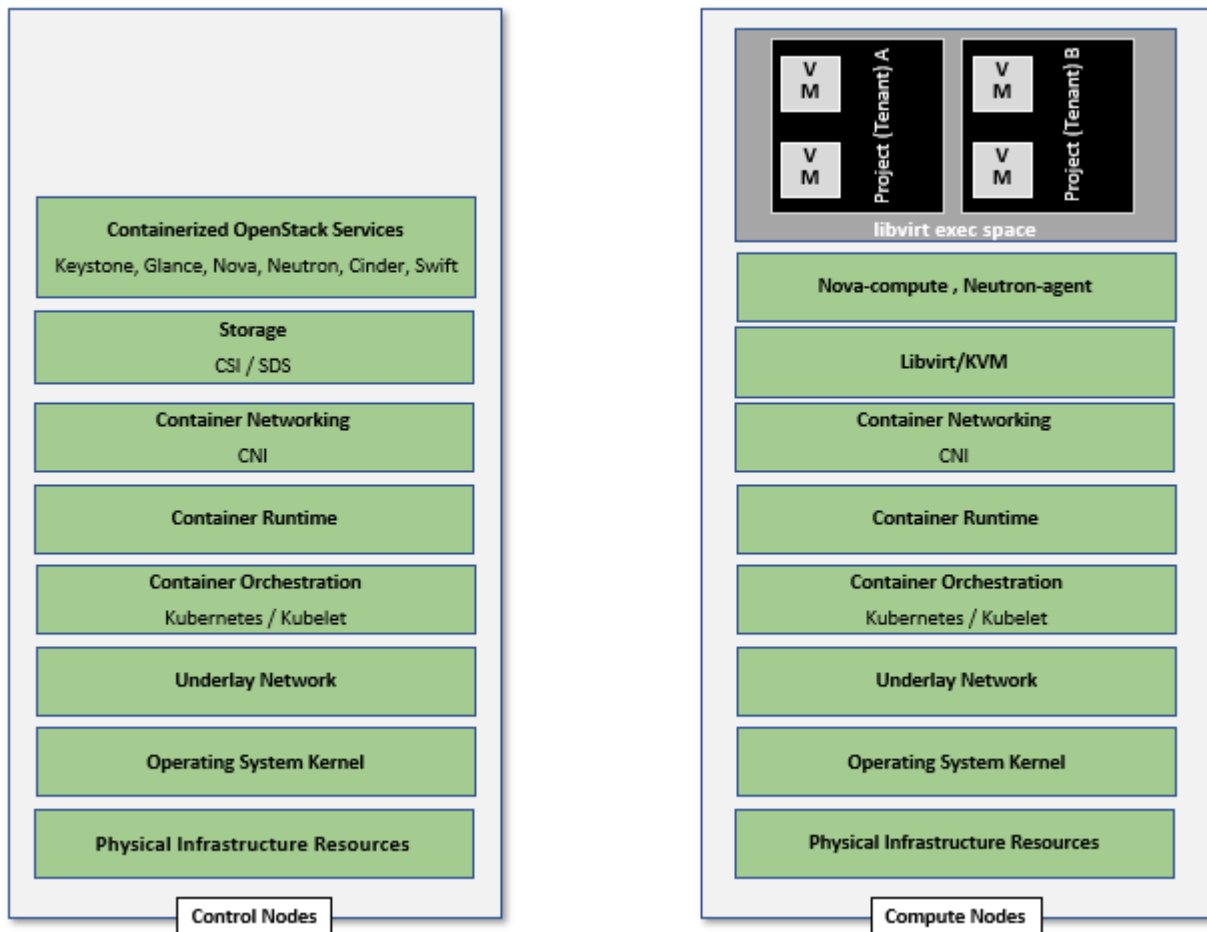 Containerized OpenStack Services
Keystone, Glance, Nova, Neutron, Cinder, Swift
Storage
CSI / SDS
Container Networking
CNI
Container Runtime
Container Orchestration
Kubernetes / Kubelet
Underlay Network
Operating System Kernel
Physical Infrastructure Resources
Control Nodes
V
M
V
M
Project (Tenant) A
V
M
V
M
Project (Tenant) B
libvirt exec space
Nova-compute , Neutron-agent
Libvirt/KVM
Container Networking
CNI
Container Runtime
Container Orchestration
Kubernetes / Kubelet
Underlay Network
Operating System Kernel
Physical Infrastructure Resources
Compute Nodes